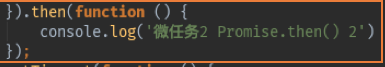 }).then(function () {
console.log('微任务2 Promise.then() 2')
});